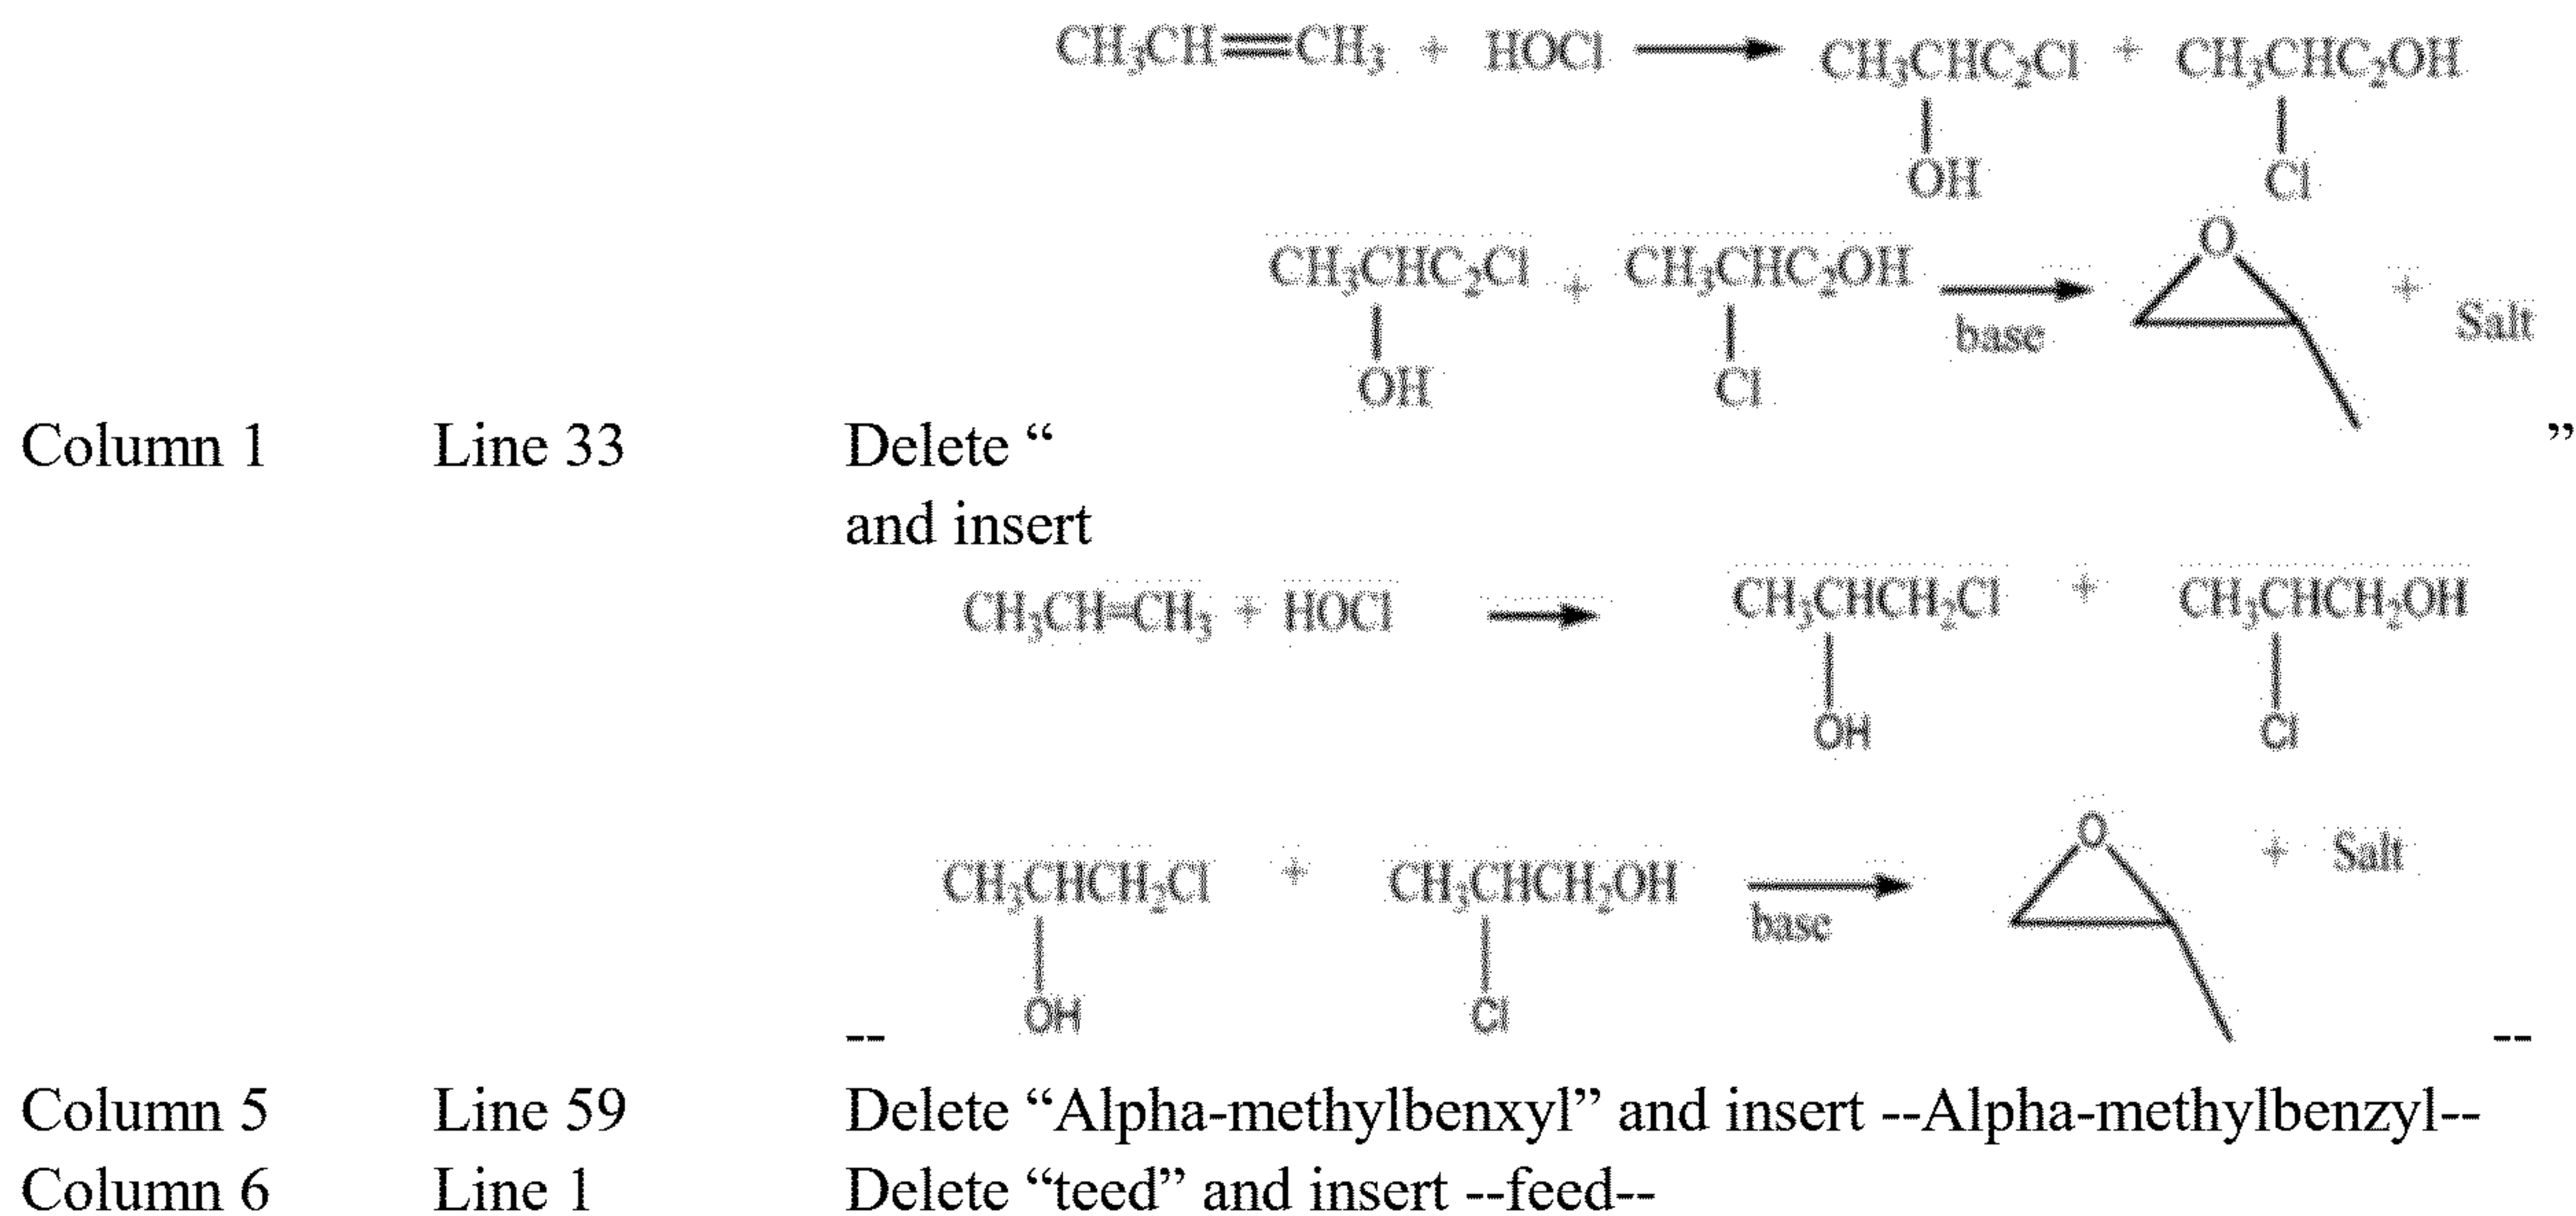 CH₃CH=CH₃ + HOCl → CH₃CHC₂Cl + CH₃CHC₂OH
OH Cl
O
CH₃CHC₂Cl + CH₃CHC₂OH → + Salt
base
OH Cl
Column 1 Line 33 Delete “ ”
and insert
CH₃CH=CH₃ + HOCl → CH₃CHCH₂Cl + CH₃CHCH₂OH
OH Cl
O
CH₃CHCH₂Cl + CH₃CHCH₂OH → + Salt
base
OH Cl
-- --
Column 5 Line 59 Delete “Alpha-methylbenxyl” and insert --Alpha-methylbenzyl--
Column 6 Line 1 Delete “teed” and insert --feed--